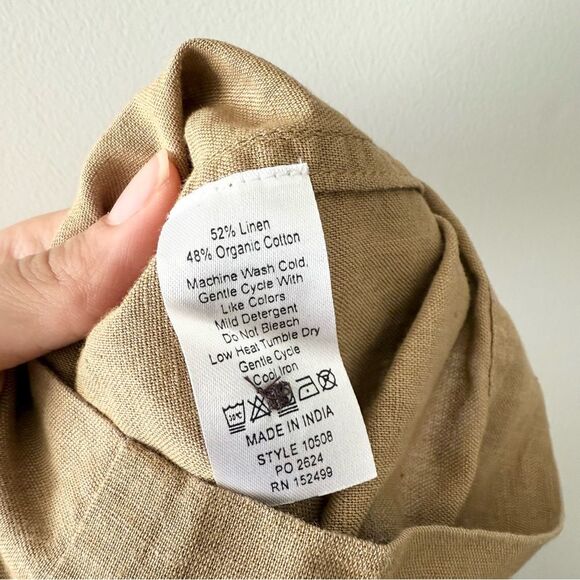 52% Linen
48% Organic Cotton
Machine Wash Cold,
Gentle Cycle With
Like Colors
Mild Detergent
Do Not Bleach
Low Heat Tumble Dry
Gentle Cycle
Cool Iron
30°C
MADE IN INDIA
STYLE 10508
PO 2624
RN 152499